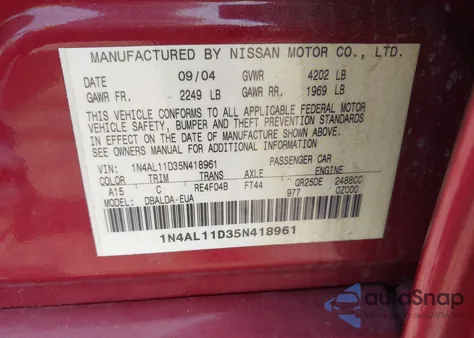 MANUFACTURED BY NISSAN MOTOR CO., LTD.
DATE 09/04 GVWR 4202 LB
GAWR FR. 2249 LB GAWR RR. 1969 LB
THIS VEHICLE CONFORMS TO ALL APPLICABLE FEDERAL MOTOR
VEHICLE SAFETY, BUMPER AND THEFT PREVENTION STANDARDS
IN EFFECT ON THE DATE OF MANUFACTURE SHOWN ABOVE.
SEE OWNERS MANUAL FOR ADDITIONAL INFORMATION
VIN: 1N4AL11D35N418961 PASSENGER CAR
COLOR TRIM TRANS ENGINE
A15 C RE4F04B FT44 QR25DE 2488CC
MODEL: DBALDA-EUA 977 0Z000
1N4AL11D35N418961
autoSnap